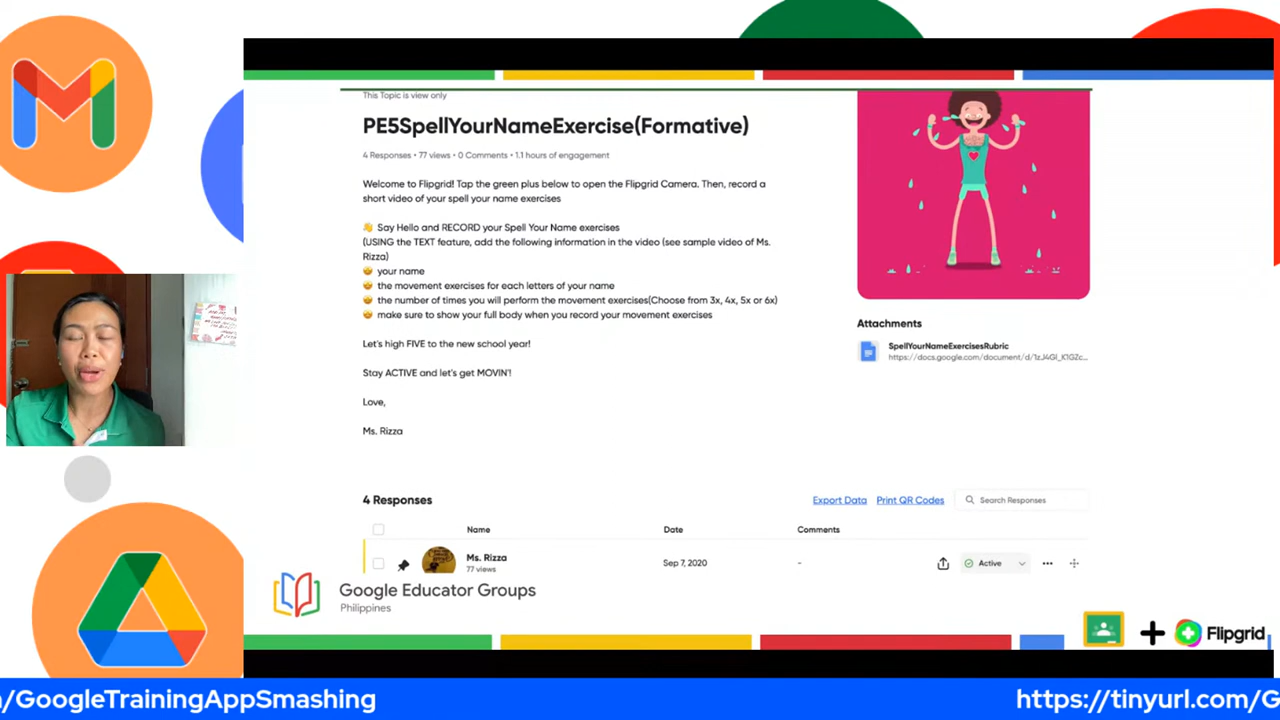 This Topic is view only
PE5SpellYourNameExercise(Formative)
4 Responses • 77 views • 0 Comments • 1.1 hours of engagement
Welcome to Flipgrid! Tap the green plus below to open the Flipgrid Camera. Then, record a
short video of your spell your name exercises
👋 Say Hello and RECORD your Spell Your Name exercises
(USING the TEXT feature, add the following information in the video (see sample video of Ms.
Rizza)
🤩 your name
🤩 the movement exercises for each letters of your name
🤩 the number of times you will perform the movement exercises(Choose from 3x, 4x, 5x or 6x)
🤩 make sure to show your full body when you record your movement exercises
Let's high FIVE to the new school year!
Stay ACTIVE and let's get MOVIN'!
Love,
Ms. Rizza
Attachments
SpellYourNameExercisesRubric
https://docs.google.com/document/d/1zJ4Gl_K1GZc...
4 Responses
Export Data Print QR Codes Search Responses
Name Date Comments
Ms. Rizza Sep 7, 2020 - Active
77 views
Google Educator Groups
Philippines
Flipgrid
/GoogleTrainingAppSmashing https://tinyurl.com/G